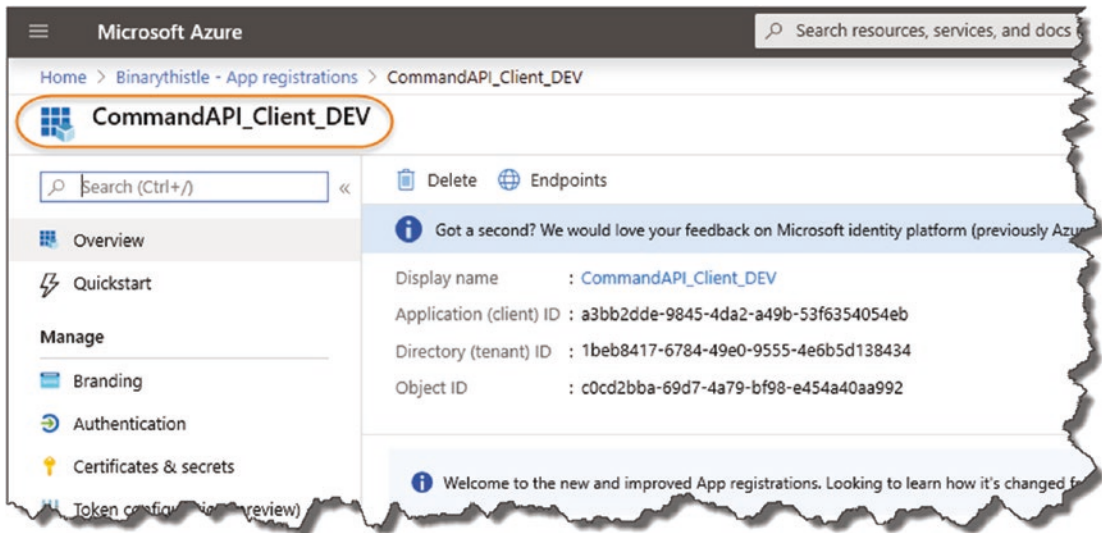 Microsoft Azure
Search resources, services, and docs
Home > Binarythistle - App registrations > CommandAPI_Client_DEV
CommandAPI_Client_DEV
Search (Ctrl+/)
«
Delete
Endpoints
Got a second? We would love your feedback on Microsoft identity platform (previously Azu
Overview
Quickstart
Display name : CommandAPI_Client_DEV
Application (client) ID : a3bb2dde-9845-4da2-a49b-53f6354054eb
Directory (tenant) ID : 1beb8417-6784-49e0-9555-4e6b5d138434
Object ID : c0cd2bba-69d7-4a79-bf98-e454a40aa992
Manage
Branding
Authentication
Certificates & secrets
Welcome to the new and improved App registrations. Looking to learn how it's changed f
Token preview)